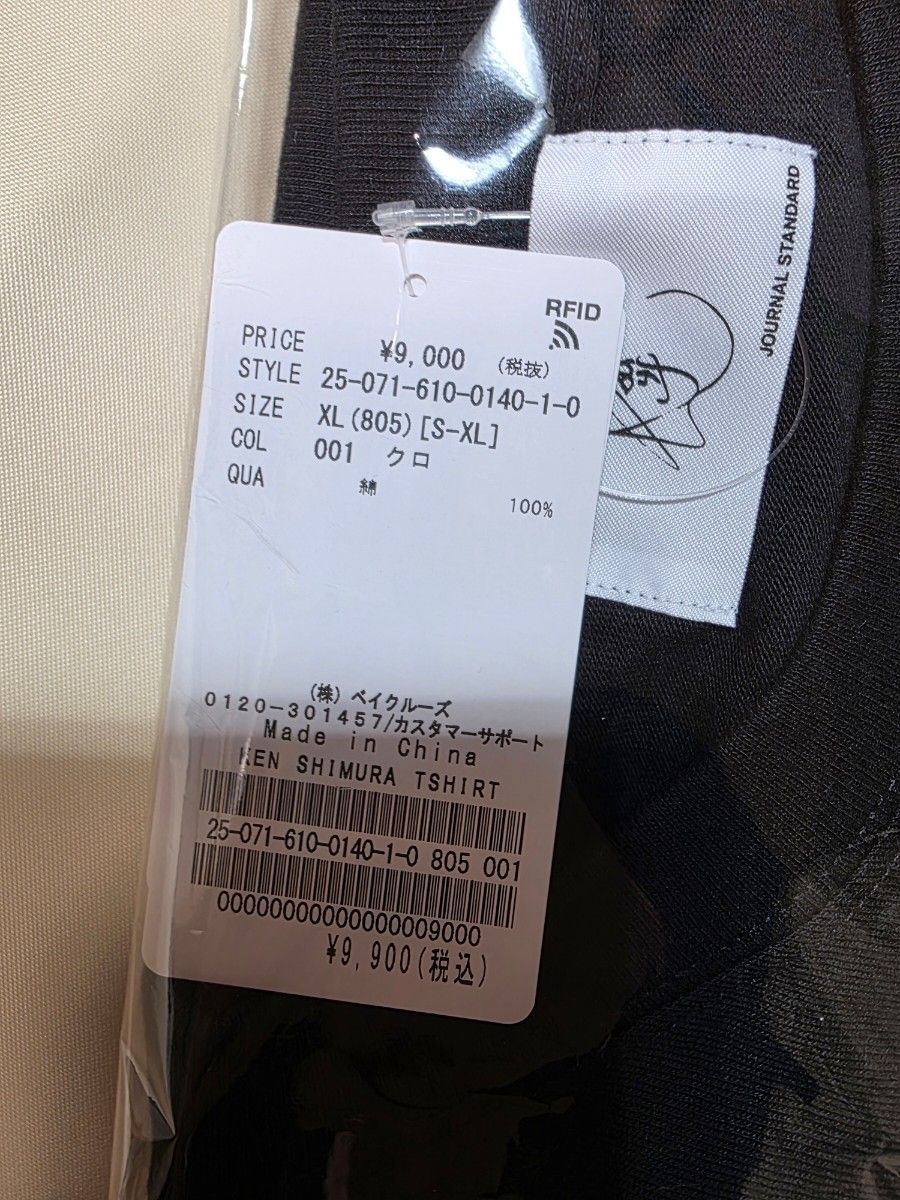 RFID
PRICE ¥9,000 (税抜)
STYLE 25-071-610-0140-1-0
SIZE XL(805)[S-XL]
COL 001 クロ
QUA 綿 100%
(株)ベイクルーズ
0120-301457/カスタマーサポート
Made in China
KEN SHIMURA TSHIRT
25-071-610-0140-1-0 805 001
00000000000000009000
¥9,900(税込)
JOURNAL STANDARD